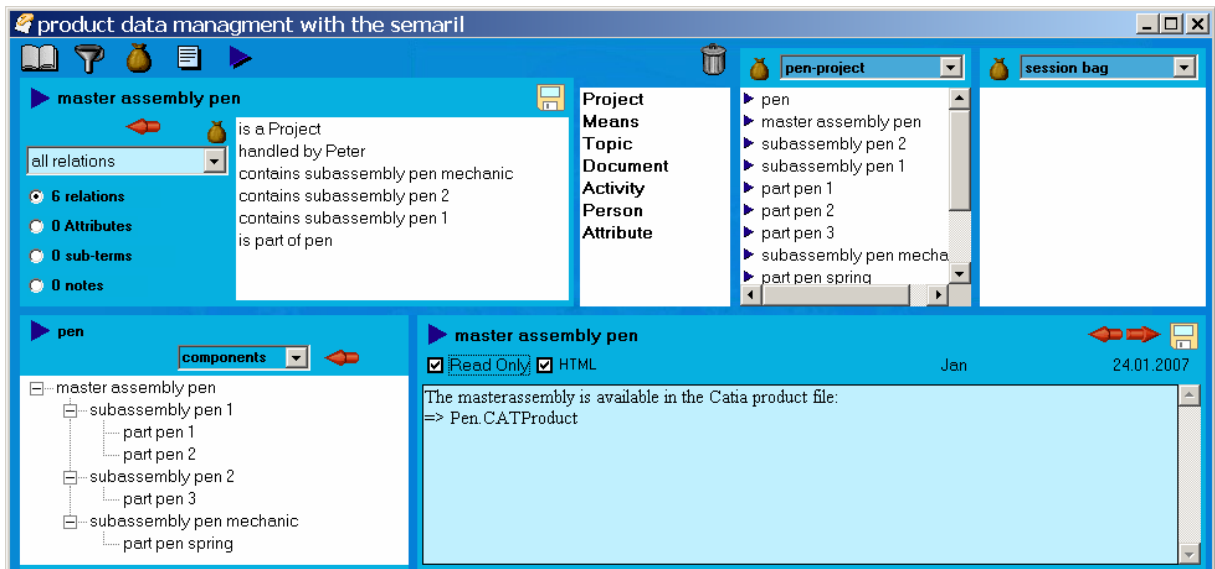 product data managment with the semaril
master assembly pen
all relations
6 relations
0 Attributes
0 sub-terms
0 notes
is a Project
handled by Peter
contains subassembly pen mechanic
contains subassembly pen 2
contains subassembly pen 1
is part of pen
Project
Means
Topic
Document
Activity
Person
Attribute
pen-project
pen
master assembly pen
subassembly pen 2
subassembly pen 1
part pen 1
part pen 2
part pen 3
subassembly pen mecha
part pen spring
session bag
pen
components
master assembly pen
subassembly pen 1
part pen 1
part pen 2
subassembly pen 2
part pen 3
subassembly pen mechanic
part pen spring
master assembly pen
Read Only HTML Jan 24.01.2007
The masterassembly is available in the Catia product file:
=> Pen.CATProduct